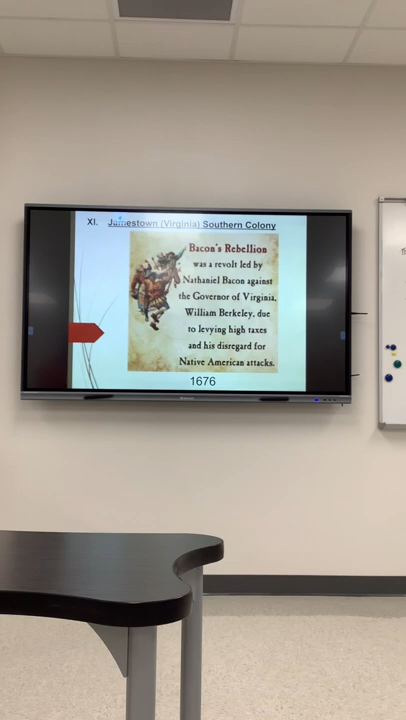 XI. Jamestown (Virginia) Southern Colony
Bacon's Rebellion
was a revolt led by
Nathaniel Bacon against
the Governor of Virginia,
William Berkeley, due
to levying high taxes
and his disregard for
Native American attacks.
1676